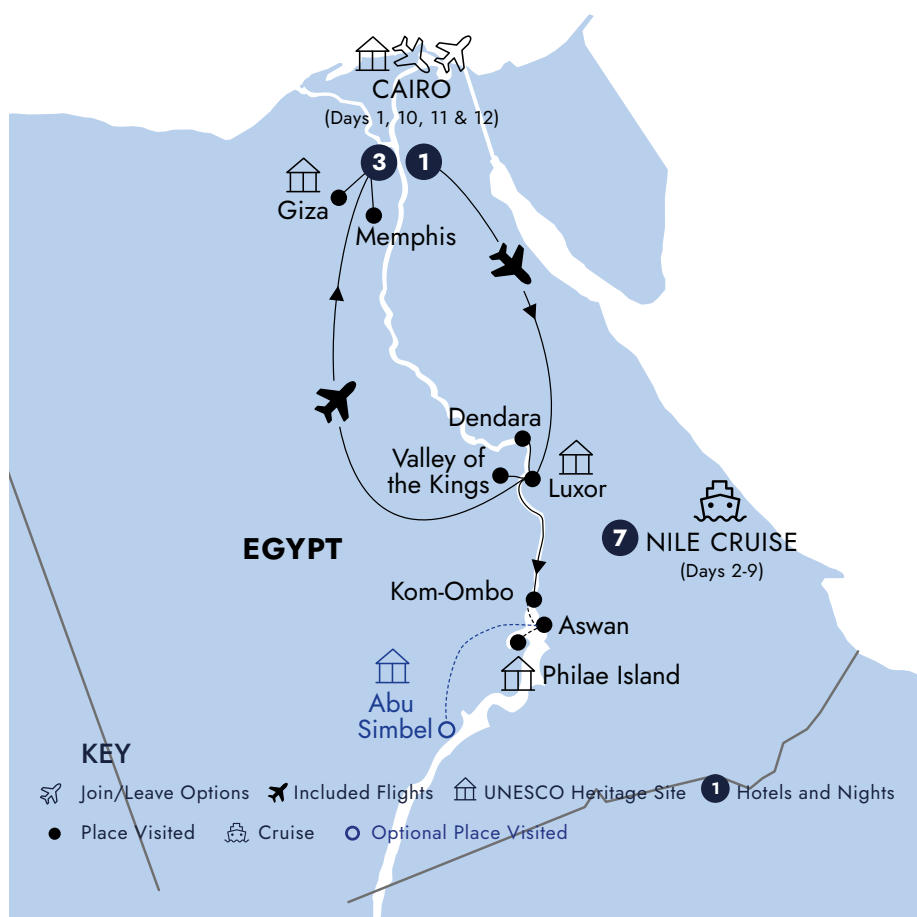 CAIRO
(Days 1, 10, 11 & 12)
3
1
Giza
Memphis
Dendara
Valley of
the Kings
Luxor
EGYPT
7
NILE CRUISE
(Days 2-9)
Kom-Ombo
Aswan
Philae Island
Abu
Simbel
KEY
Join/Leave Options
Included Flights
UNESCO Heritage Site
1
Hotels and Nights
Place Visited
Cruise
Optional Place Visited